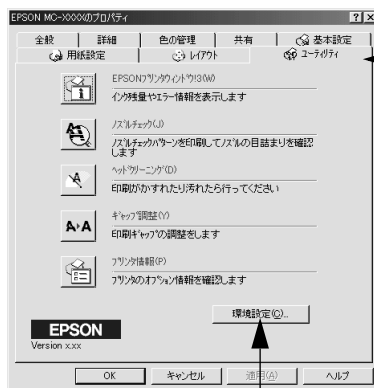 EPSON MC-XXXXのプロパティ
全般
詳細
色の管理
共有
基本設定
用紙設定
ﾚｲｱｳﾄ
ﾕｰﾃｨﾘﾃｨ
EPSONﾌﾟﾘﾝﾀｳｨﾝﾄﾞｳ!3(W)
ｲﾝｸ残量やｴﾗｰ情報を表示します
ﾉｽﾞﾙﾁｪｯｸ(J)
ﾉｽﾞﾙﾁｪｯｸﾊﾟﾀｰﾝを印刷してﾉｽﾞﾙの目詰まりを確認
します
ﾍｯﾄﾞｸﾘｰﾆﾝｸﾞ(D)
印刷がかすれたり汚れたら行ってください
ｷﾞｬｯﾌﾟ調整(Y)
印刷ｷﾞｬｯﾌﾟの調整をします
ﾌﾟﾘﾝﾀ情報(P)
ﾌﾟﾘﾝﾀのｵﾌﾟｼｮﾝ情報を確認します
環境設定(C)...
EPSON
Version x.xx
OK
ｷｬﾝｾﾙ
適用(A)
ﾍﾙﾌﾟ